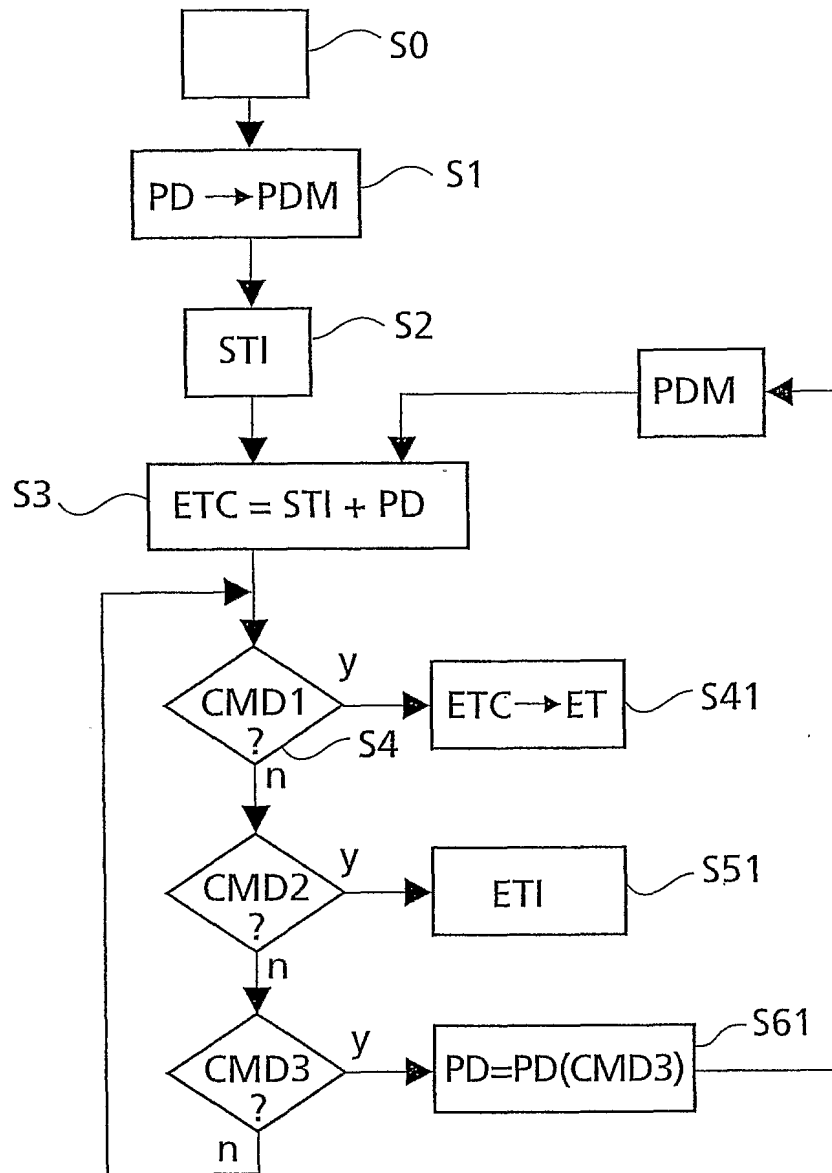 S0
PD → PDM
S1
STI
S2
PDM
S3
ETC = STI + PD
CMD1
?
y
S4
n
ETC → ET
S41
CMD2
?
y
n
ETI
S51
CMD3
?
y
n
PD=PD(CMD3)
S61